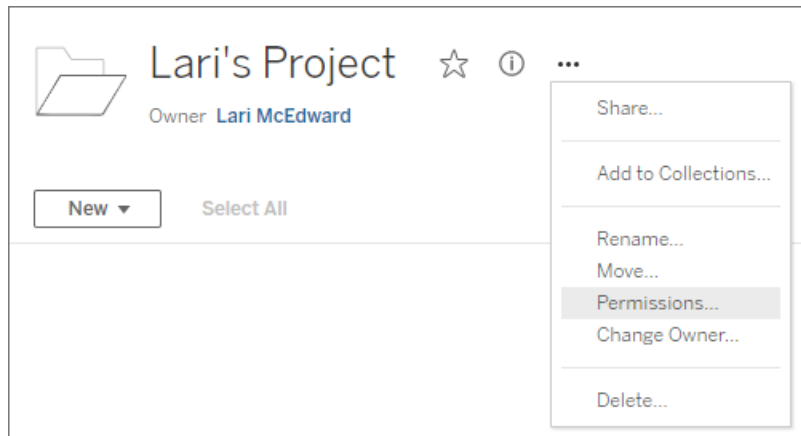 Lari's Project
Owner Lari McEdward
New
Select All
Share...
Add to Collections...
Rename...
Move...
Permissions...
Change Owner...
Delete...